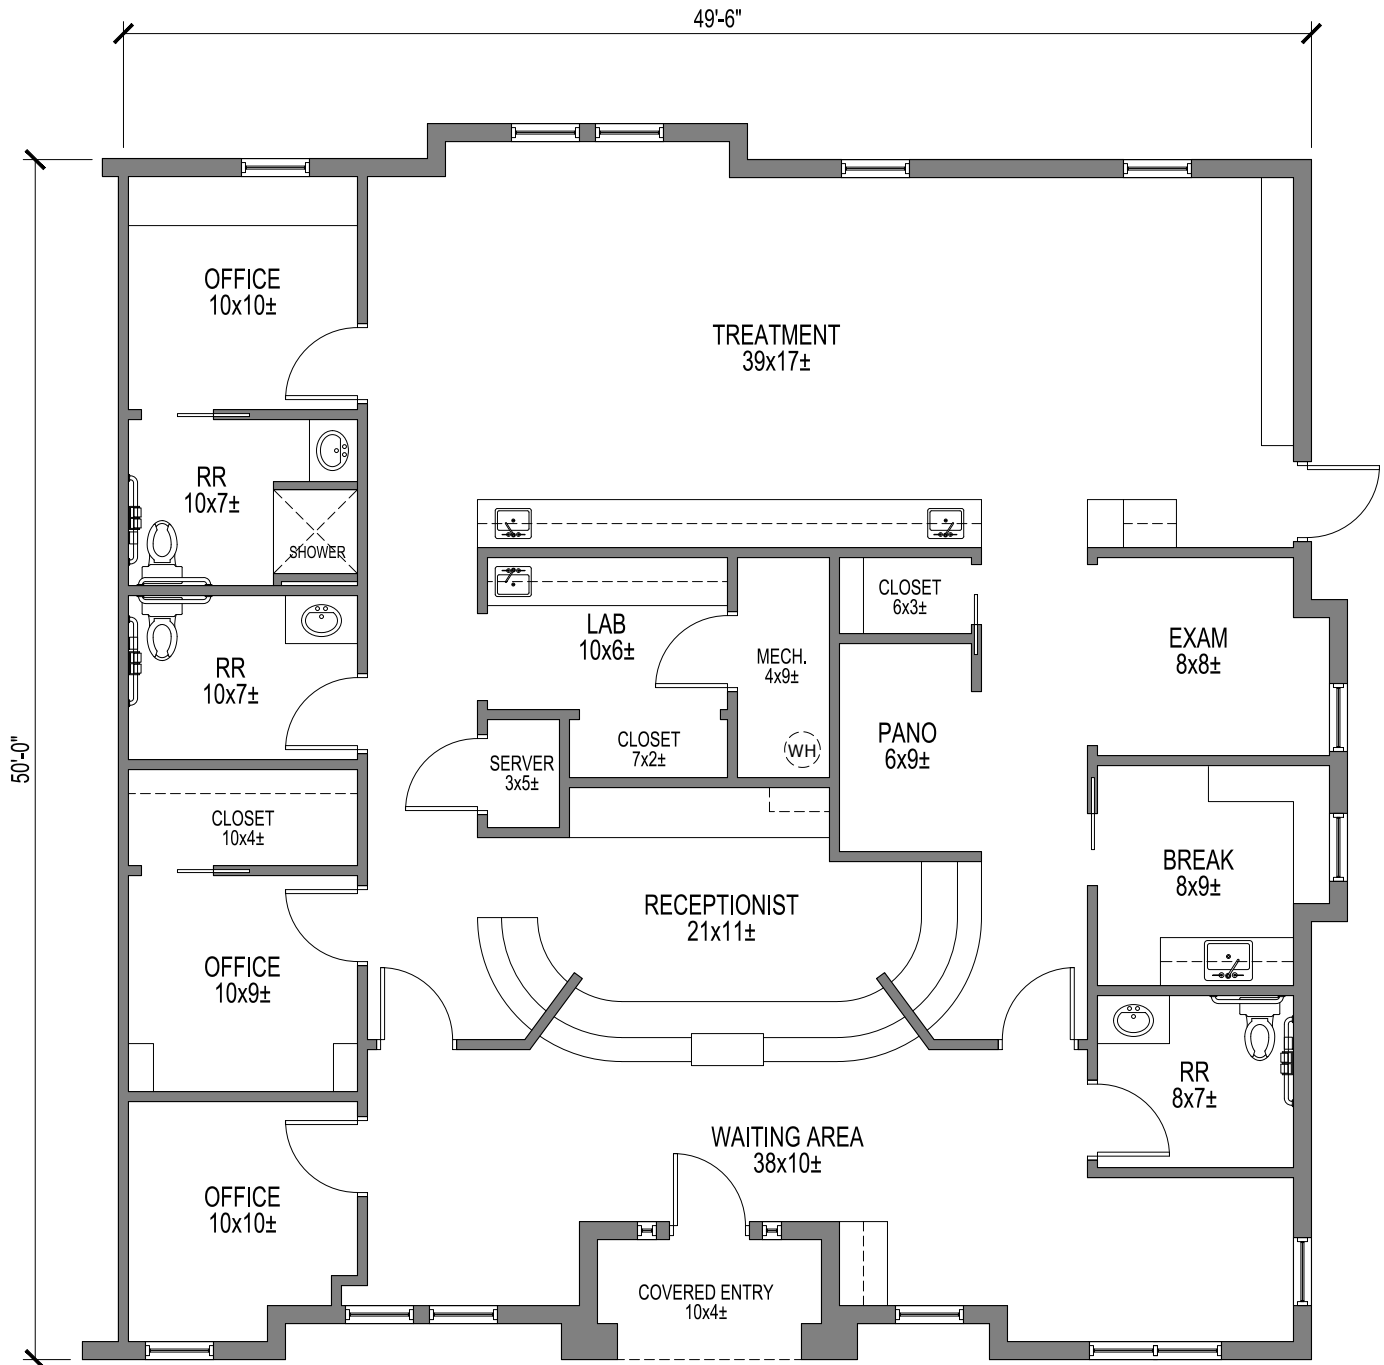 49'-6"
50'-0"
OFFICE
10x10±
TREATMENT
39x17±
RR
10x7±
SHOWER
RR
10x7±
LAB
10x6±
CLOSET
6x3±
EXAM
8x8±
MECH.
4x9±
WH
PANO
6x9±
CLOSET
7x2±
SERVER
3x5±
CLOSET
10x4±
BREAK
8x9±
RECEPTIONIST
21x11±
OFFICE
10x9±
RR
8x7±
WAITING AREA
38x10±
OFFICE
10x10±
COVERED ENTRY
10x4±